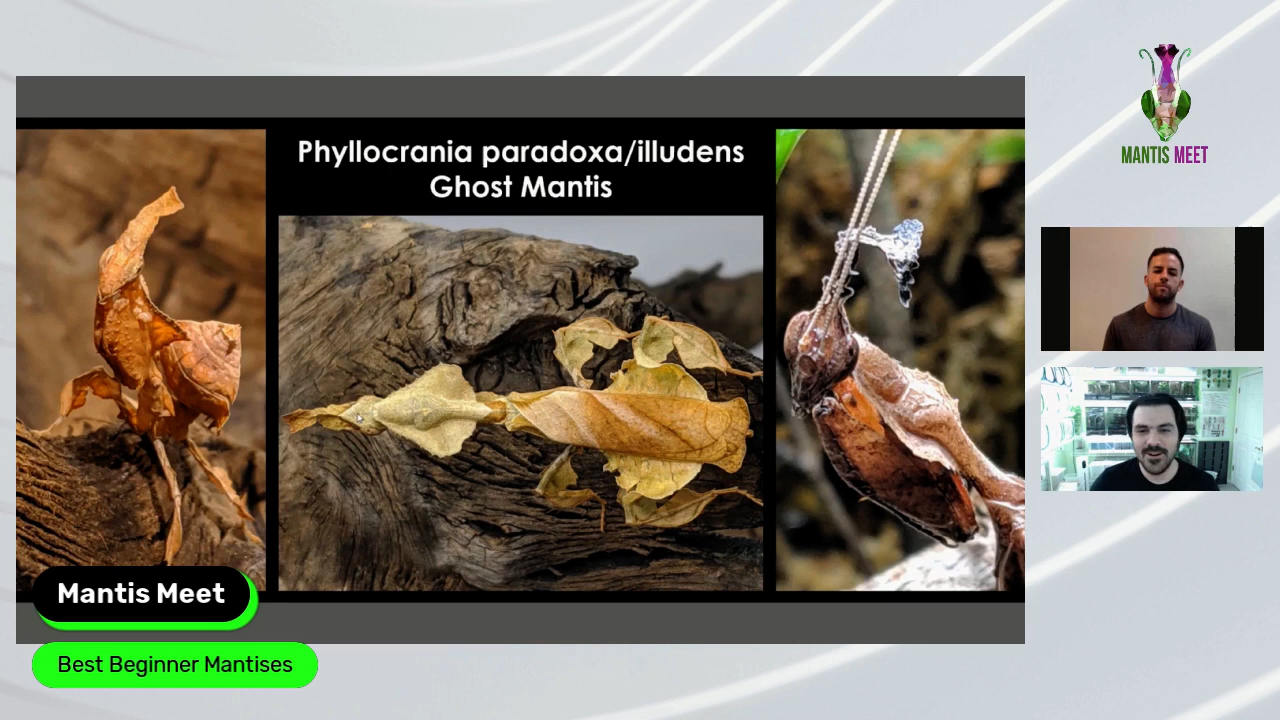 Phyllocrania paradoxa/illudens
Ghost Mantis
MANTIS MEET
Mantis Meet
Best Beginner Mantises